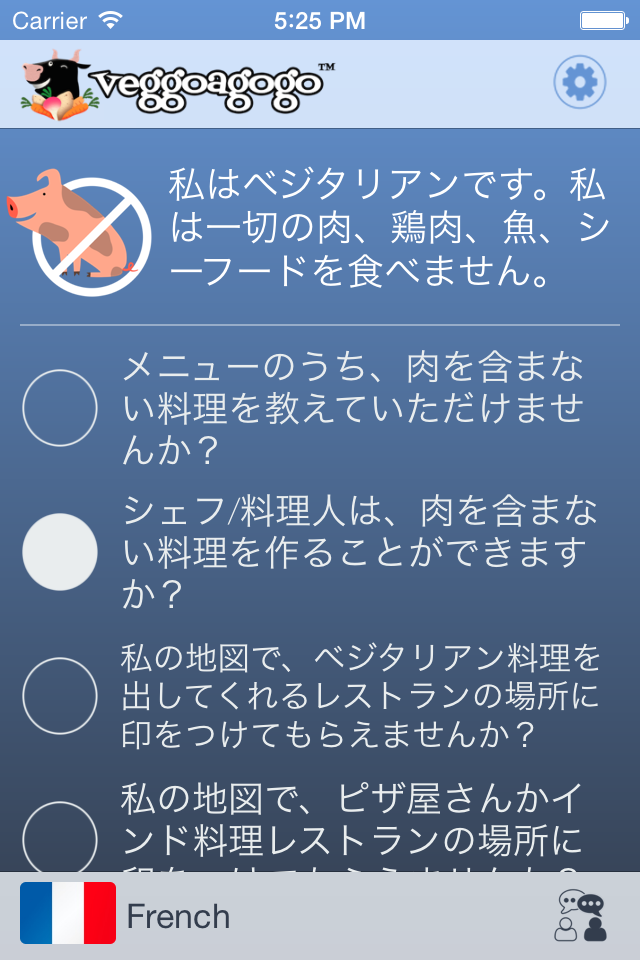 Carrier
5:25 PM
veggoagogo™
私はベジタリアンです。私
は一切の肉、鶏肉、魚、シ
ーフードを食べません。
メニューのうち、肉を含まな
い料理を教えていただけませ
んか？
シェフ/料理人は、肉を含まな
い料理を作ることができます
か？
私の地図で、ベジタリアン料理を
出してくれるレストランの場所に
印をつけてもらえませんか？
私の地図で、ピザ屋さんかイ
ンド料理レストランの場所に
French